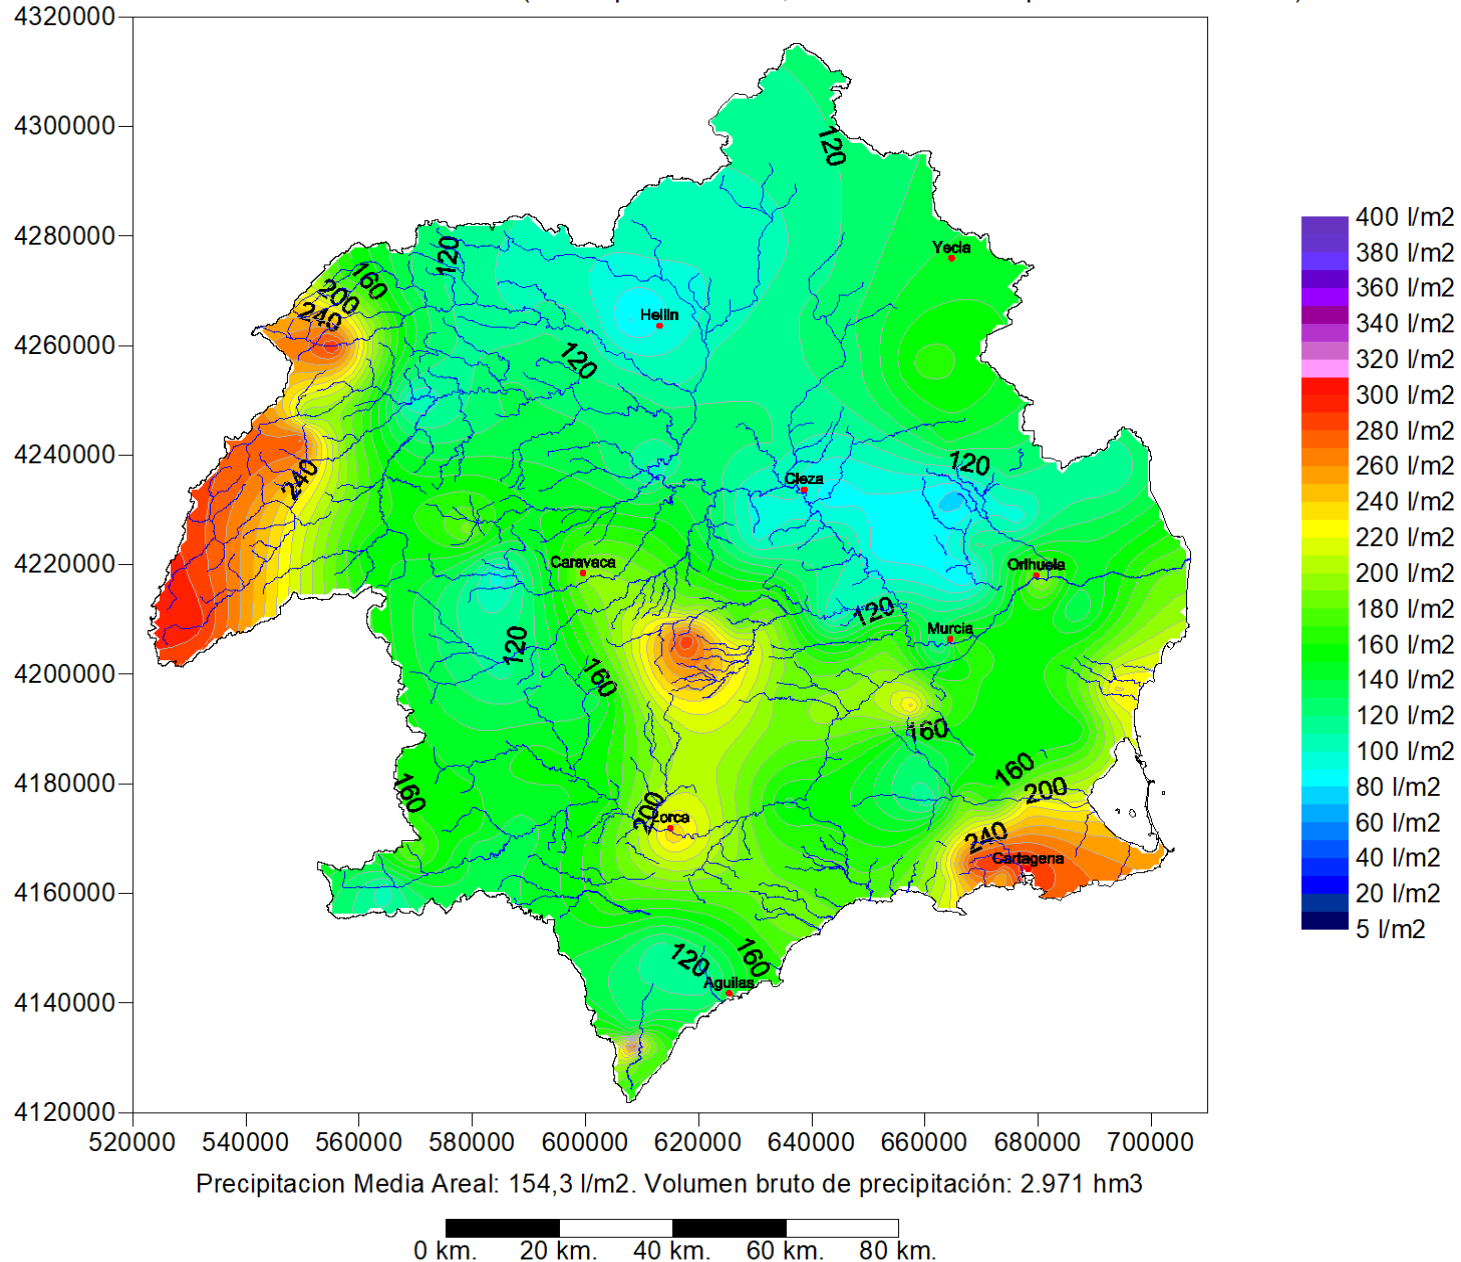 4320000
4300000
4280000
4260000
4240000
4220000
4200000
4180000
4160000
4140000
4120000
520000
540000
560000
580000
600000
620000
640000
660000
680000
700000
120
120
160
200
240
120
240
120
120
120
160
160
160
160
200
200
240
160
120
160
Yecla
Hellin
Cieza
Caravaca
Orihuela
Murcia
Lorca
Cartagena
Aguilas
400 l/m2
380 l/m2
360 l/m2
340 l/m2
320 l/m2
300 l/m2
280 l/m2
260 l/m2
240 l/m2
220 l/m2
200 l/m2
180 l/m2
160 l/m2
140 l/m2
120 l/m2
100 l/m2
80 l/m2
60 l/m2
40 l/m2
20 l/m2
5 l/m2
Precipitacion Media Areal: 154,3 l/m2. Volumen bruto de precipitación: 2.971 hm3
0 km. 20 km. 40 km. 60 km. 80 km.